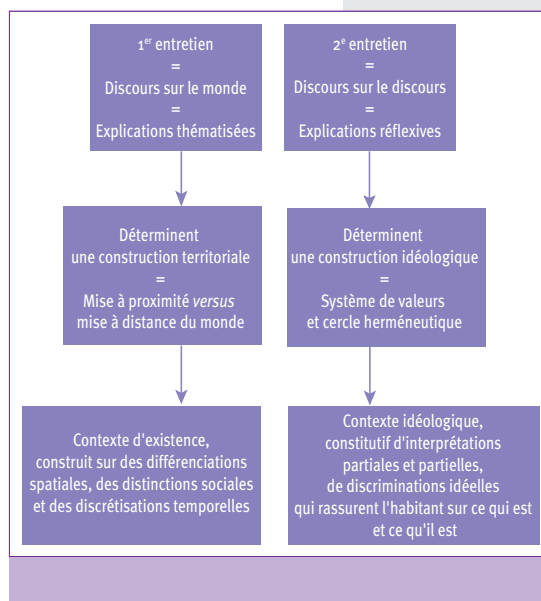 1er entretien
=
Discours sur le monde
=
Explications thématisées
Déterminent
une construction territoriale
=
Mise à proximité versus
mise à distance du monde
Contexte d'existence,
construit sur des différenciations
spatiales, des distinctions sociales
et des discrétisations temporelles
2e entretien
=
Discours sur le discours
=
Explications réflexives
Déterminent
une construction idéologique
=
Système de valeurs
et cercle herméneutique
Contexte idéologique,
constitutif d'interprétations
partiales et partielles,
de discriminations idéelles
qui rassurent l'habitant sur ce qui est
et ce qu'il est